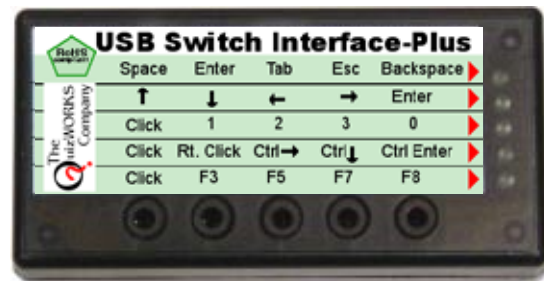 USB Switch Interface-Plus
RoHS
compliant
Space Enter Tab Esc Backspace
↑ ↓ ← → Enter
Click 1 2 3 0
Click Rt. Click Ctrl→ Ctrl↓ Ctrl Enter
Click F3 F5 F7 F8
The
QuizWORKS
Company